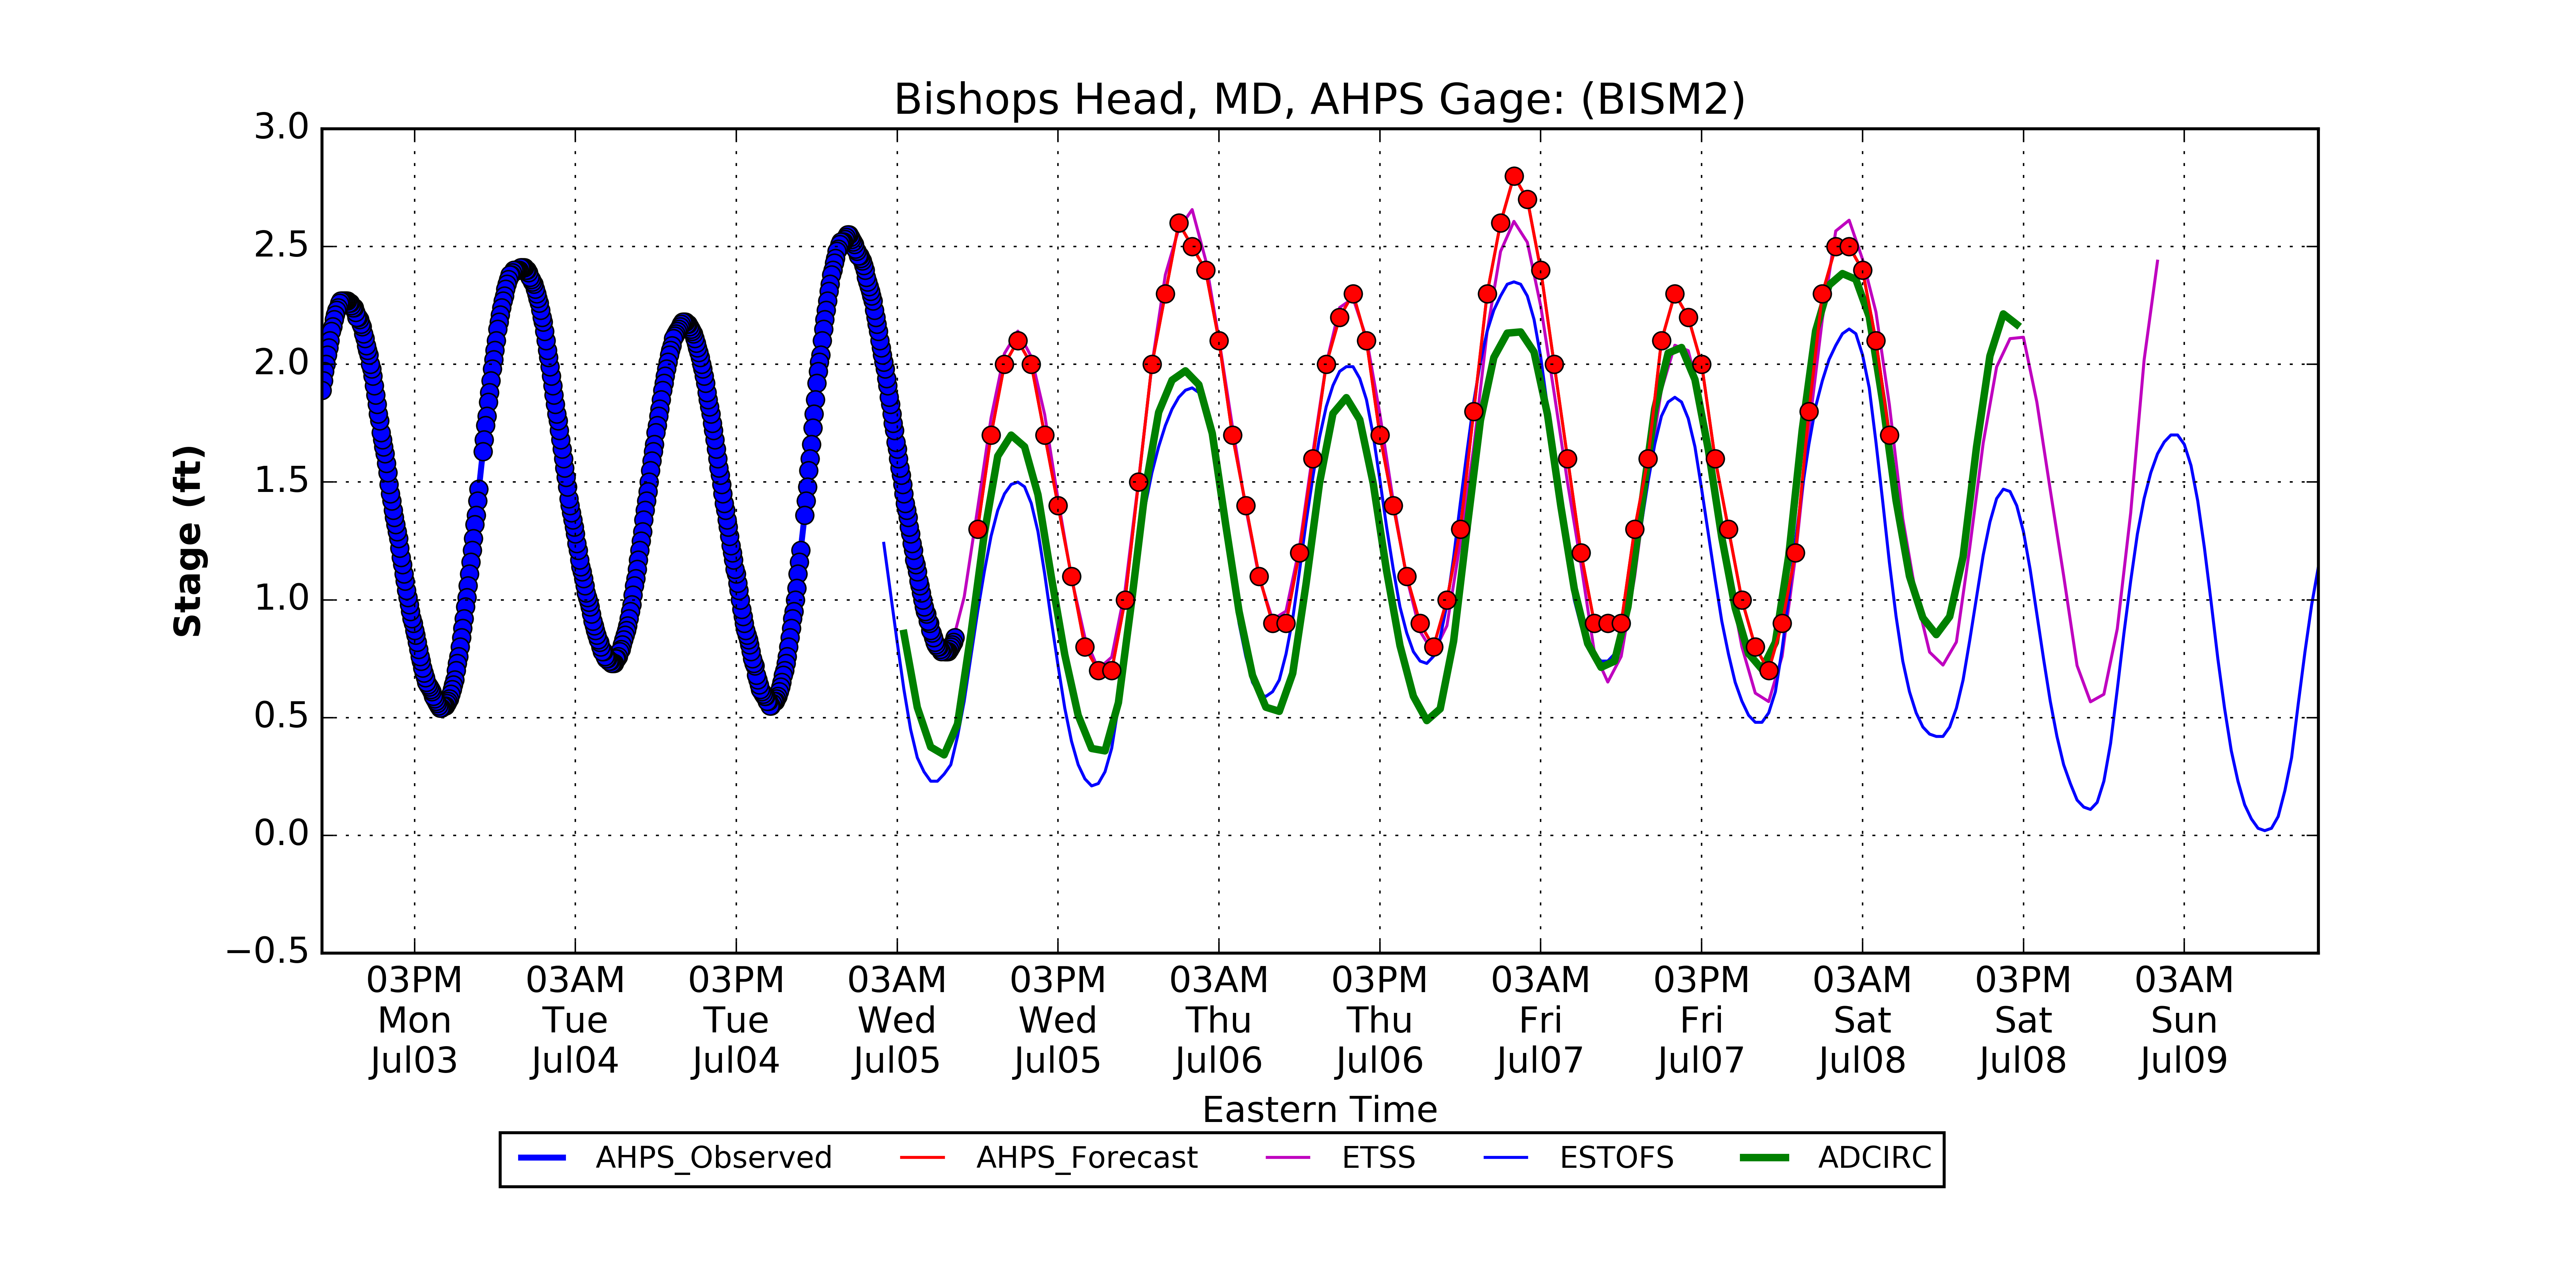 Bishops Head, MD, AHPS Gage: (BISM2)
3.0
2.5
2.0
1.5
1.0
0.5
0.0
−0.5
Stage (ft)
03PM 03AM 03PM 03AM 03PM 03AM 03PM 03AM 03PM 03AM 03PM 03AM
Mon Tue Tue Wed Wed Thu Thu Fri Fri Sat Sat Sun
Jul03 Jul04 Jul04 Jul05 Jul05 Jul06 Jul06 Jul07 Jul07 Jul08 Jul08 Jul09
Eastern Time
AHPS_Observed AHPS_Forecast ETSS ESTOFS ADCIRC